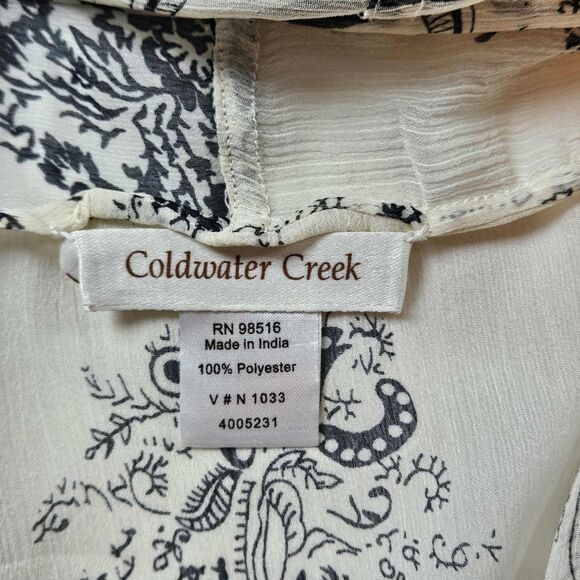 Coldwater Creek
RN 98516
Made in India
100% Polyester
V # N 1033
4005231